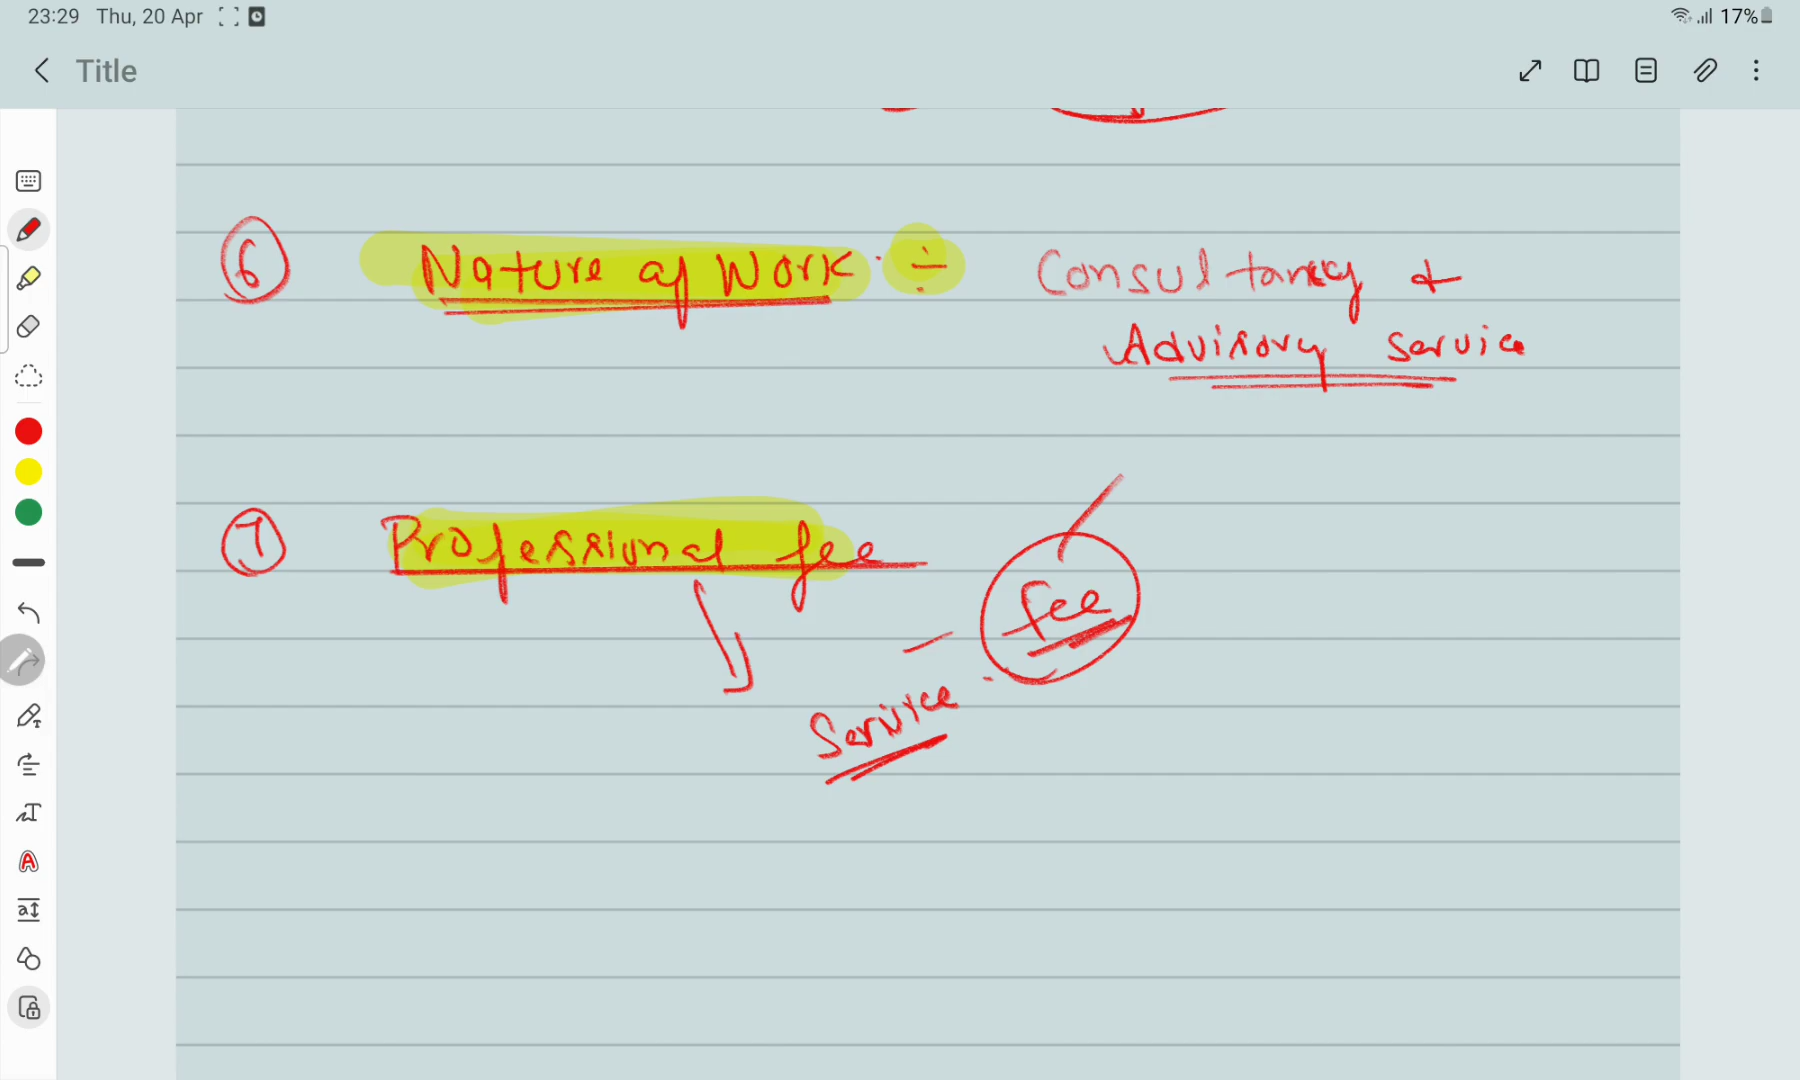 23:29 Thu, 20 Apr 17%
Title
6 Nature of Work :- Consultancy &
Advisory service
7 Professional fee
fee
Service